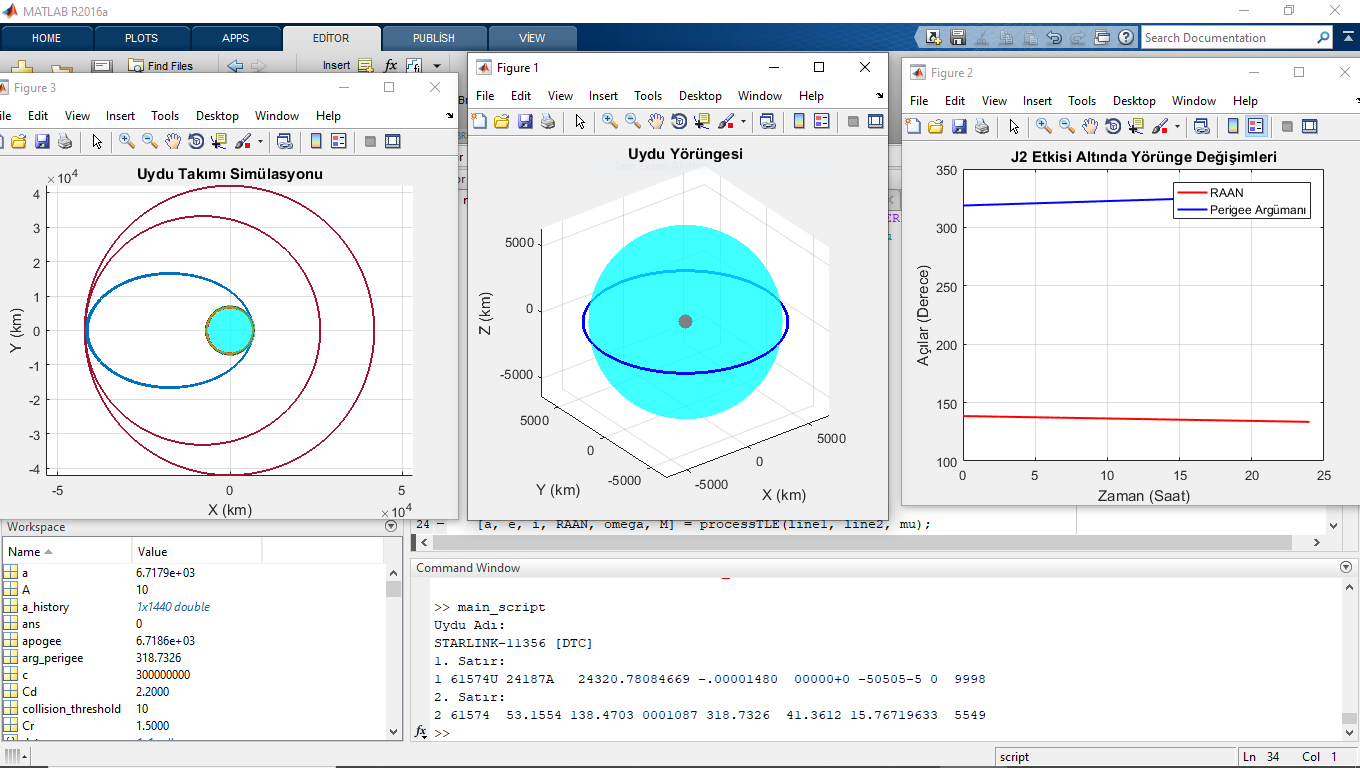 MATLAB R2016a
HOME PLOTS APPS EDİTOR PUBLİSH VİEW
Search Documentation
Find Files
Insert
fx
Figure 3
Edit View Insert Tools Desktop Window Help
Uydu Takımı Simülasyonu
×10^4
4
3
2
1
0
-1
-2
-3
-4
Y (km)
-5 0 5
X (km)
×10^4
Figure 1
File Edit View Insert Tools Desktop Window Help
Uydu Yörüngesi
5000
0
-5000
Z (km)
5000
0
-5000
Y (km)
-5000
0
5000
X (km)
Figure 2
File Edit View Insert Tools Desktop Window Help
J2 Etkisi Altında Yörünge Değişimleri
RAAN
Perigee Argümanı
350
300
250
200
150
100
Açılar (Derece)
0 5 10 15 20 25
Zaman (Saat)
24 – [a, e, i, RAAN, omega, M] = processTLE(line1, line2, mu);
Workspace
Name Value
a 6.7179e+03
A 10
a_history 1x1440 double
ans 0
apogee 6.7186e+03
arg_perigee 318.7326
c 300000000
Cd 2.2000
collision_threshold 10
Cr 1.5000
Command Window
>> main_script
Uydu Adı:
STARLINK-11356 [DTC]
1. Satır:
1 61574U 24187A   24320.78084669 -.00001480  00000+0 -50505-5 0  9998
2. Satır:
2 61574  53.1554 138.4703 0001087 318.7326  41.3612 15.76719633  5549
fx >>
script
Ln 34 Col 1